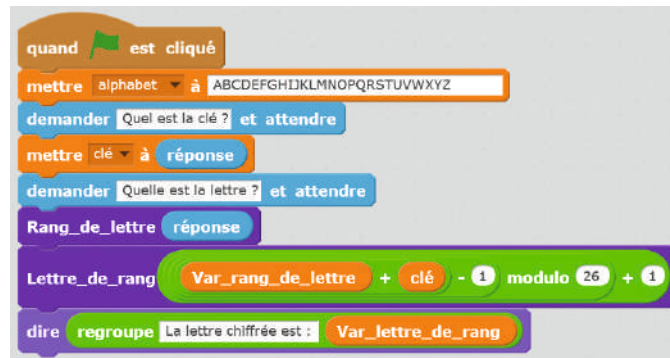 quand est cliqué
mettre alphabet à ABCDEFGHIJKLMNOPQRSTUVWXYZ
demander Quel est la clé ? et attendre
mettre clé à réponse
demander Quelle est la lettre ? et attendre
Rang_de_lettre réponse
Lettre_de_rang Var_rang_de_lettre + clé - 1 modulo 26 + 1
dire regroupe La lettre chiffrée est : Var_lettre_de_rang